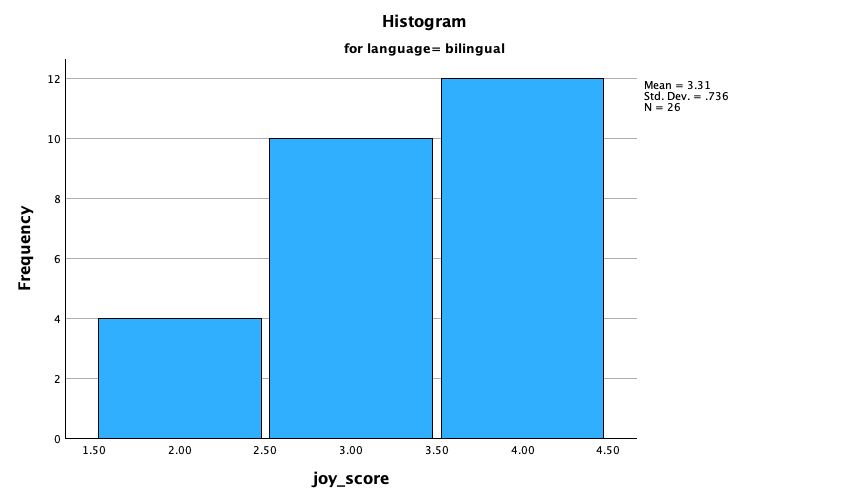 Histogram
for language= bilingual
Mean = 3.31
Std. Dev. = .736
N = 26
Frequency
12
10
8
6
4
2
0
1.50 2.00 2.50 3.00 3.50 4.00 4.50
joy_score